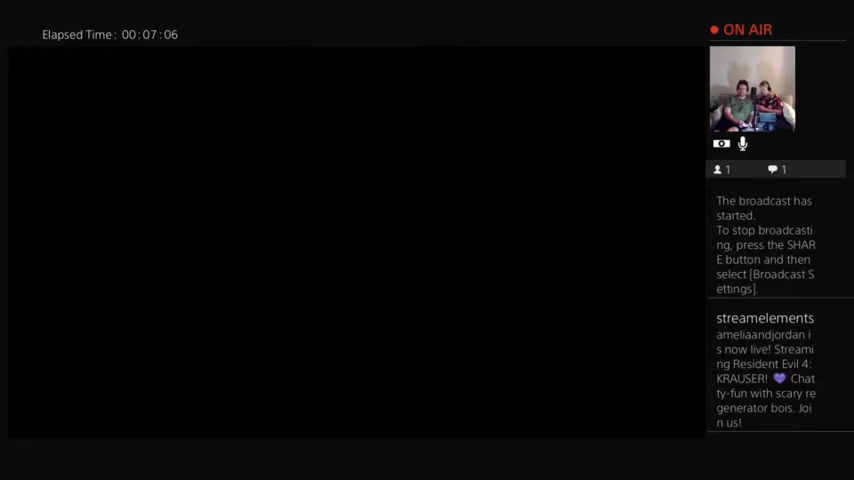 Elapsed Time: 00:07:06
ON AIR
1 1
The broadcast has
started.
To stop broadcasti
ng, press the SHAR
E button and then
select [Broadcast S
ettings].
streamelements
ameliaandjordan i
s now live! Streami
ng Resident Evil 4:
KRAUSER! 💜 Chat
ty-fun with scary re
generator bois. Joi
n us!